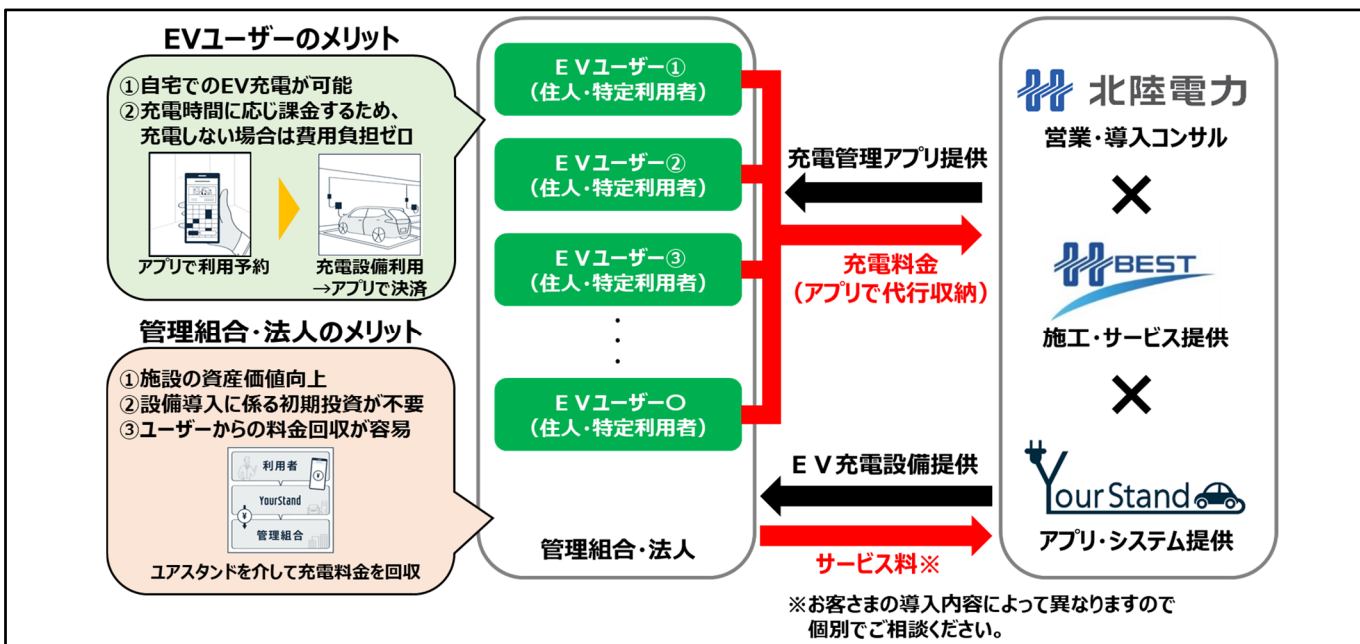 EVユーザーのメリット
①自宅でのEV充電が可能
②充電時間に応じ課金するため、
充電しない場合は費用負担ゼロ
アプリで利用予約
充電設備利用
→アプリで決済
管理組合・法人のメリット
①施設の資産価値向上
②設備導入に係る初期投資が不要
③ユーザーからの料金回収が容易
利用者
¥
YourStand
¥
管理組合
ユアスタンドを介して充電料金を回収
EVユーザー①
(住人・特定利用者)
EVユーザー②
(住人・特定利用者)
EVユーザー③
(住人・特定利用者)
・
・
・
EVユーザー〇
(住人・特定利用者)
管理組合・法人
充電管理アプリ提供
充電料金
(アプリで代行収納)
EV充電設備提供
サービス料※
※お客さまの導入内容によって異なりますので
個別でご相談ください。
北陸電力
営業・導入コンサル
×
BEST
施工・サービス提供
×
YourStand
アプリ・システム提供